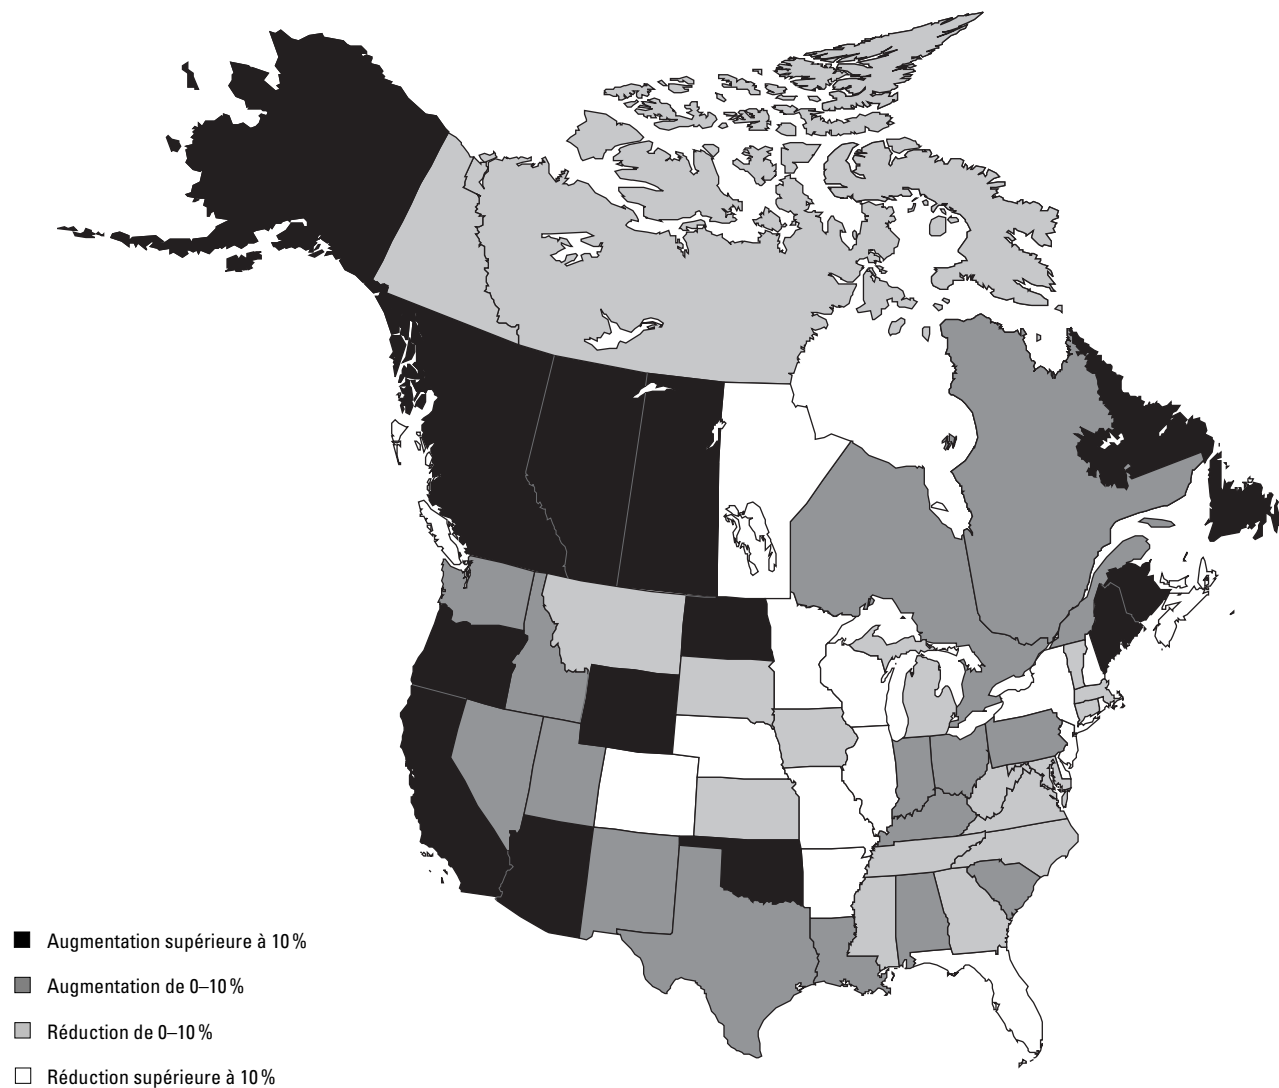 Augmentation supérieure à 10 %
Augmentation de 0–10 %
Réduction de 0–10 %
Réduction supérieure à 10 %